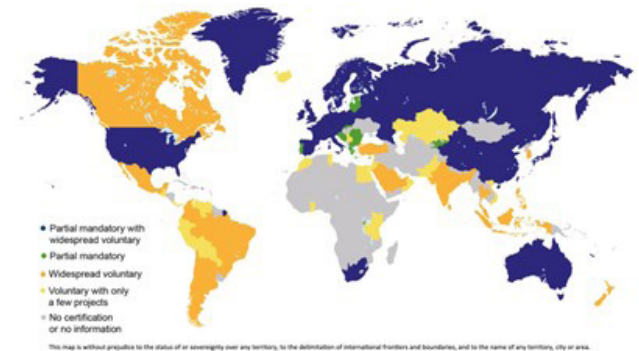 Partial mandatory with
widespread voluntary
Partial mandatory
Widespread voluntary
Voluntary with only
a few projects
No certification
or no information
This map is without prejudice to the status of or sovereignty over any territory, to the delimitation of international frontiers and boundaries, and to the name of any territory, city or area.